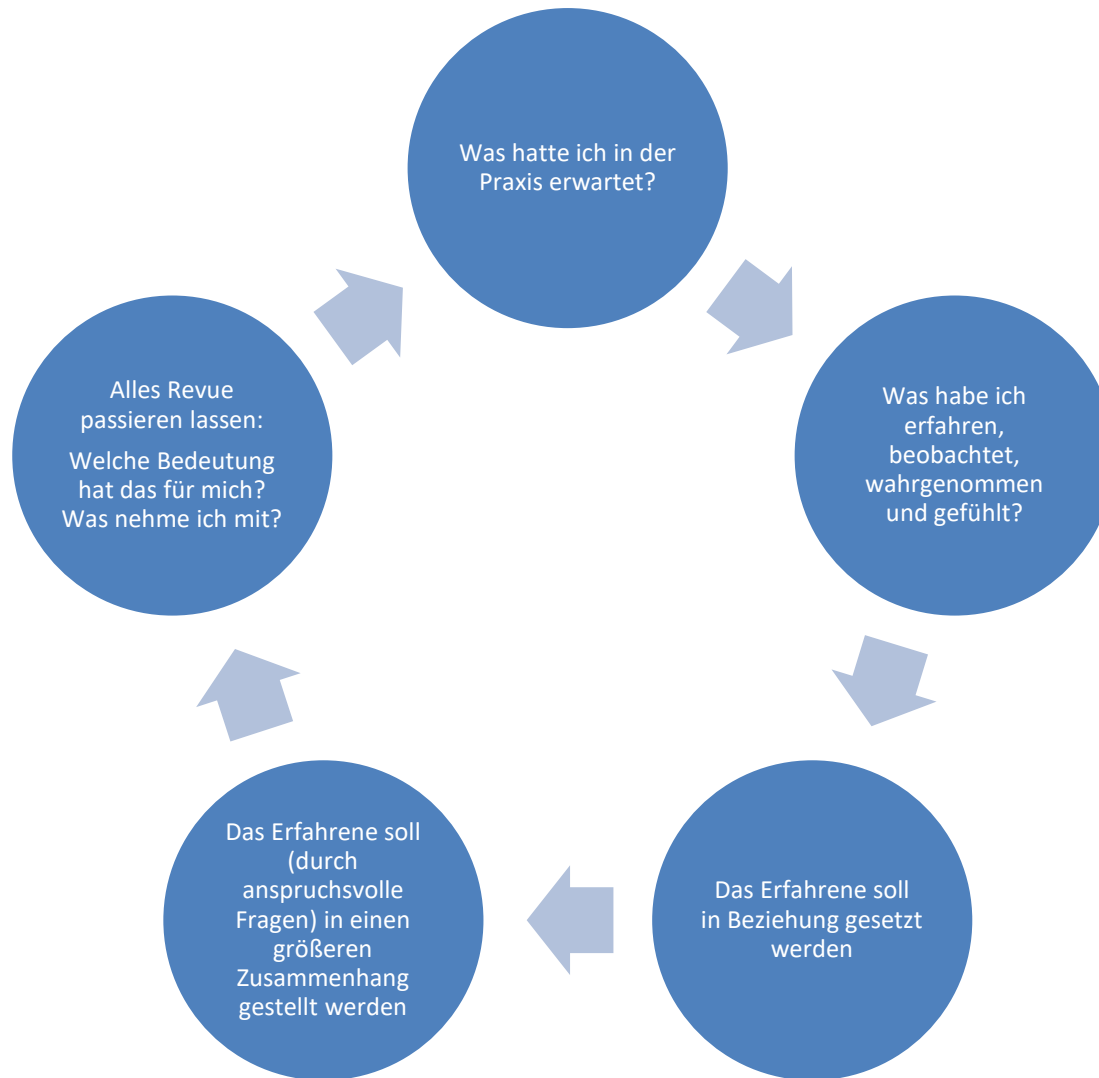 Was hatte ich in der
Praxis erwartet?
Was habe ich
erfahren,
beobachtet,
wahrgenommen
und gefühlt?
Das Erfahrene soll
in Beziehung gesetzt
werden
Das Erfahrene soll
(durch
anspruchsvolle
Fragen) in einen
größeren
Zusammenhang
gestellt werden
Alles Revue
passieren lassen:
Welche Bedeutung
hat das für mich?
Was nehme ich mit?